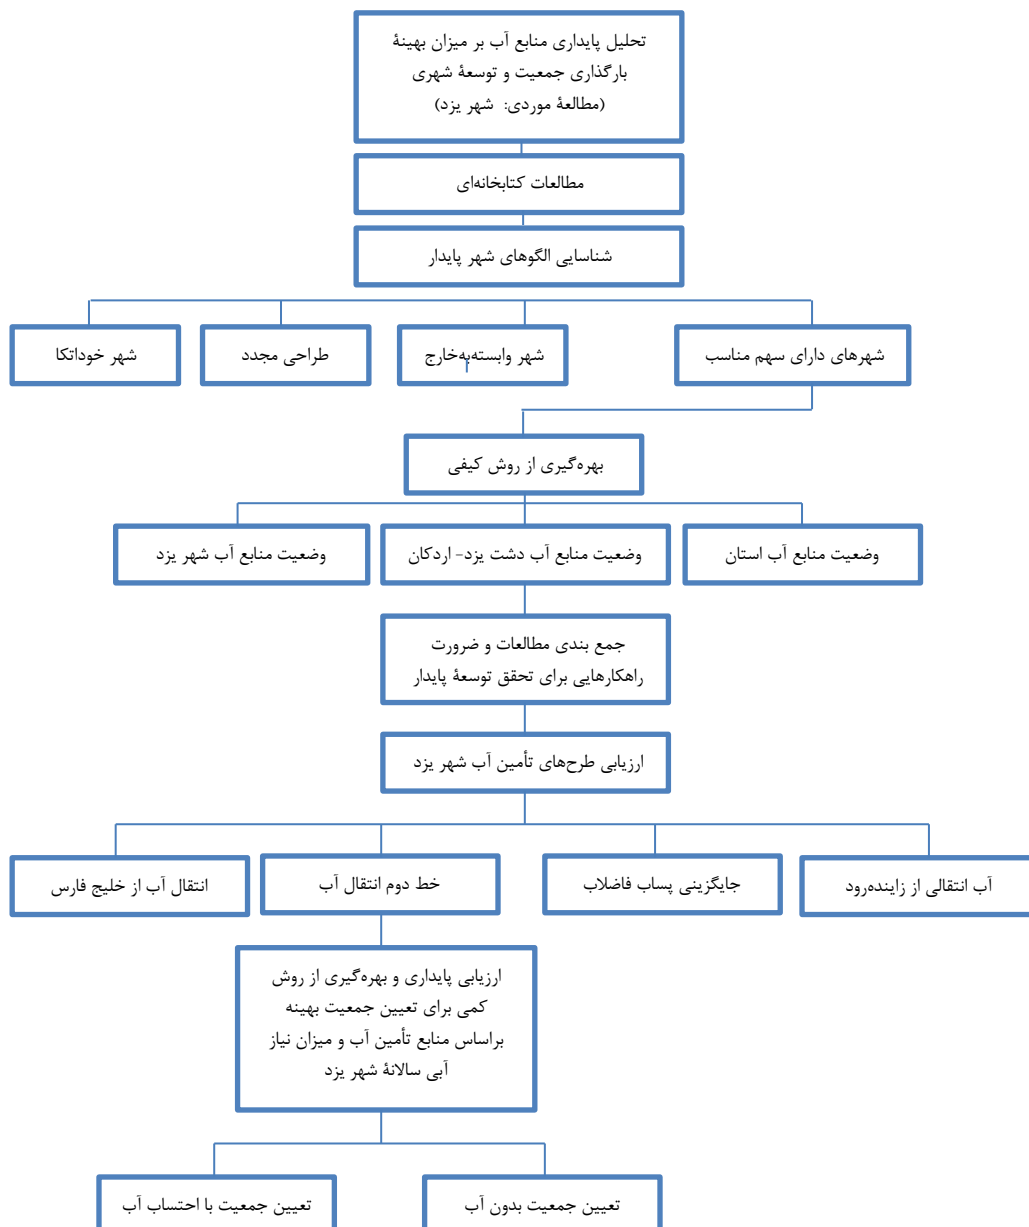 تحلیل پایداری منابع آب بر میزان بهینهٔ
بارگذاری جمعیت و توسعهٔ شهری
(مطالعهٔ موردی: شهر یزد)
مطالعات کتابخانه‌ای
شناسایی الگوهای شهر پایدار
شهرهای دارای سهم مناسب
شهر وابسته‌به‌خارج
طراحی مجدد
شهر خوداتکا
بهره‌گیری از روش کیفی
وضعیت منابع آب استان
وضعیت منابع آب دشت یزد- اردکان
وضعیت منابع آب شهر یزد
جمع بندی مطالعات و ضرورت
راهکارهایی برای تحقق توسعهٔ پایدار
ارزیابی طرح‌های تأمین آب شهر یزد
آب انتقالی از زاینده‌رود
جایگزینی پساب فاضلاب
خط دوم انتقال آب
انتقال آب از خلیج فارس
ارزیابی پایداری و بهره‌گیری از روش
کمی برای تعیین جمعیت بهینه
براساس منابع تأمین آب و میزان نیاز
آبی سالانهٔ شهر یزد
تعیین جمعیت بدون آب
تعیین جمعیت با احتساب آب